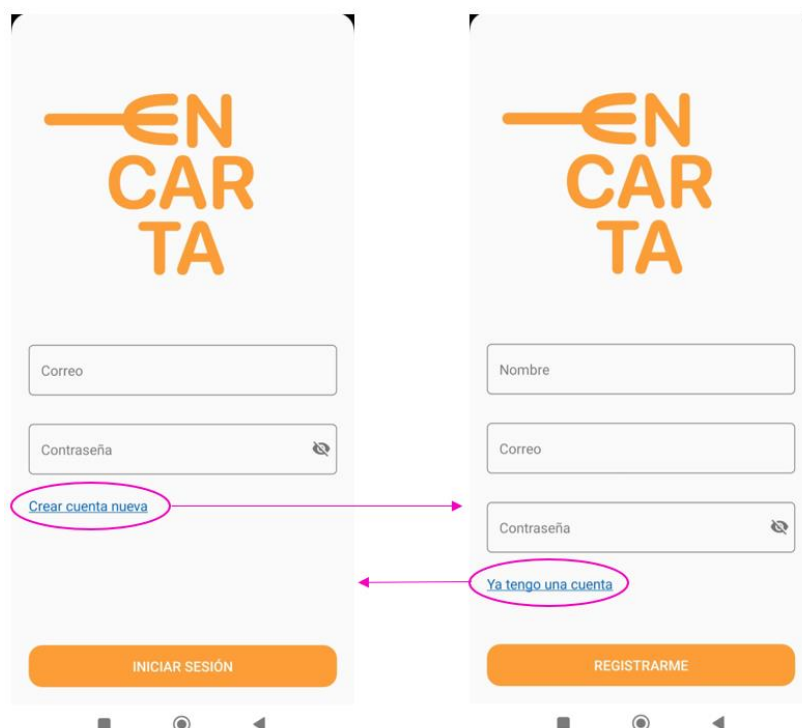 EN
CAR
TA
Correo
Contraseña
Crear cuenta nueva
INICIAR SESIÓN
EN
CAR
TA
Nombre
Correo
Contraseña
Ya tengo una cuenta
REGISTRARME